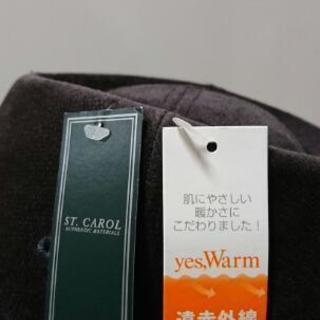 ST. CAROL
AUTHENTIC MATERIALS
肌にやさしい
暖かさに
こだわりました!
yes,Warm
遠赤外線